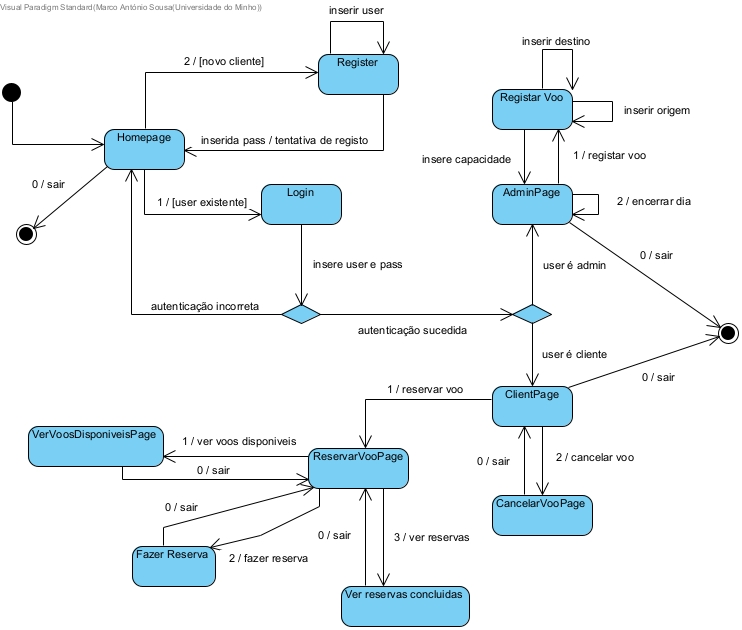 Visual Paradigm Standard(Marco António Sousa(Universidade do Minho))
inserir user
Register
2 / [novo cliente]
inserir destino
Registar Voo
inserir origem
Homepage
inserida pass / tentativa de registo
insere capacidade
1 / registar voo
0 / sair
Login
1 / [user existente]
AdminPage
2 / encerrar dia
insere user e pass
user é admin
0 / sair
autenticação incorreta
autenticação sucedida
user é cliente
0 / sair
1 / reservar voo
ClientPage
VerVoosDisponiveisPage
1 / ver voos disponiveis
0 / sair
ReservarVooPage
0 / sair
2 / cancelar voo
CancelarVooPage
0 / sair
0 / sair
3 / ver reservas
Fazer Reserva
2 / fazer reserva
Ver reservas concluidas